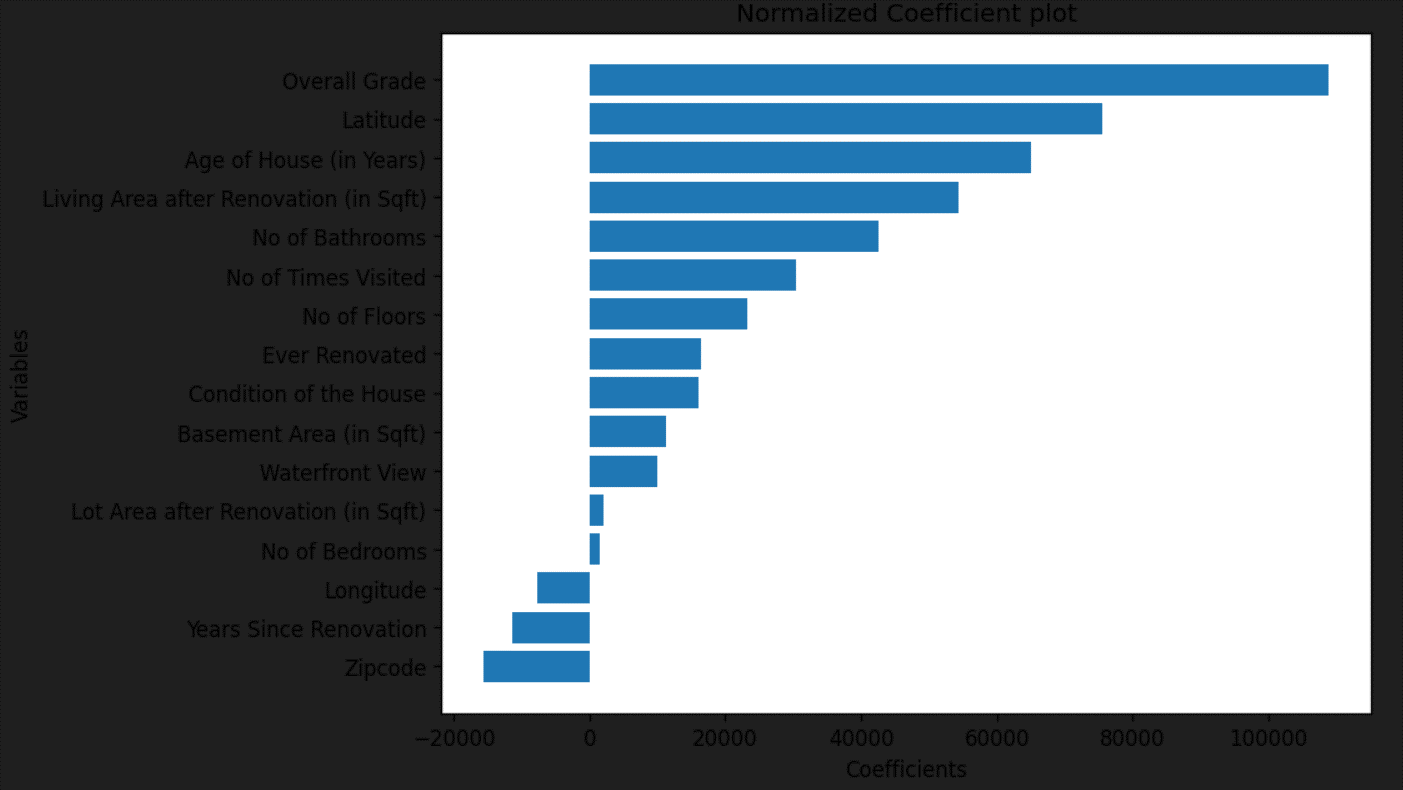 Normalized Coefficient plot
Overall Grade
Latitude
Age of House (in Years)
Living Area after Renovation (in Sqft)
No of Bathrooms
No of Times Visited
No of Floors
Ever Renovated
Condition of the House
Basement Area (in Sqft)
Waterfront View
Lot Area after Renovation (in Sqft)
No of Bedrooms
Longitude
Years Since Renovation
Zipcode
Variables
−20000 0 20000 40000 60000 80000 100000
Coefficients